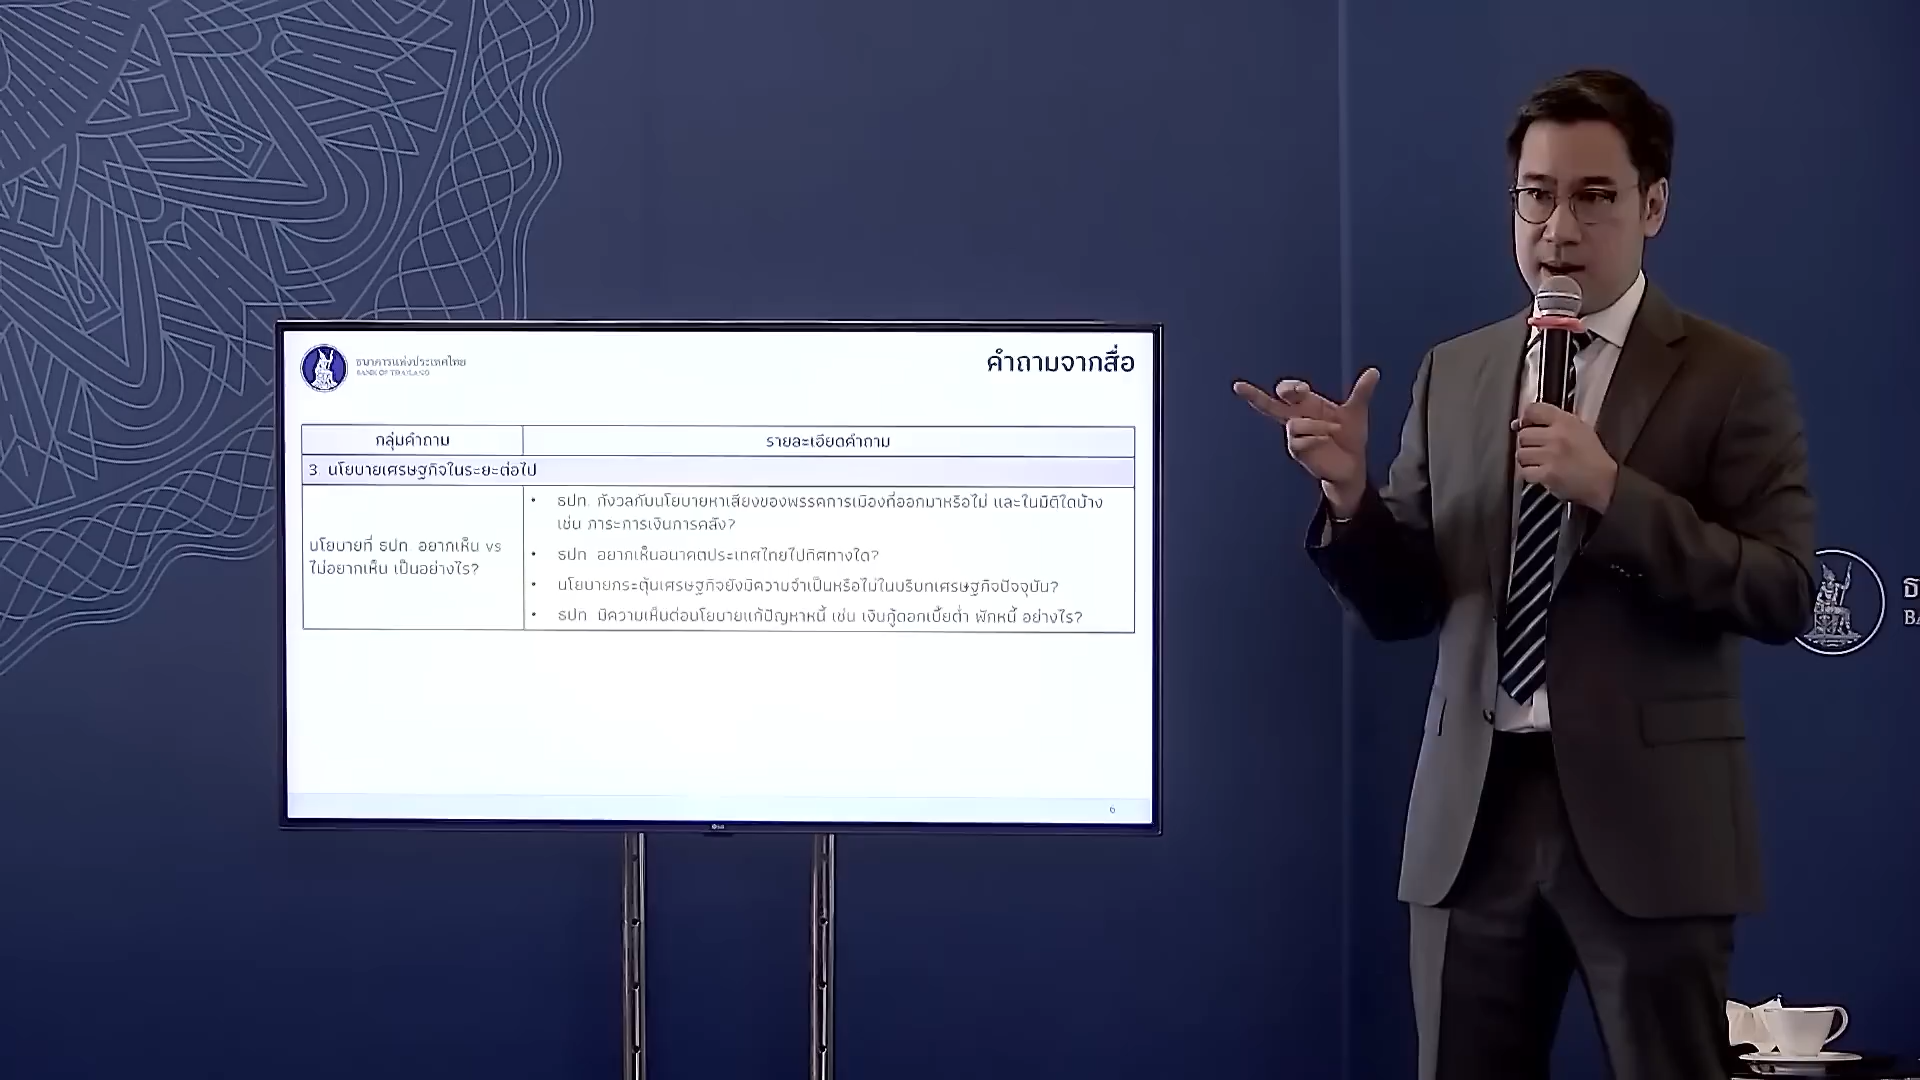 ธนาคารแห่งประเทศไทย
BANK OF THAILAND
คำถามจากสื่อ
กลุ่มคำถาม
รายละเอียดคำถาม
3. นโยบายเศรษฐกิจในระยะต่อไป
นโยบายที่ ธปท. อยากเห็น vs
ไม่อยากเห็น เป็นอย่างไร?
• ธปท. กังวลกับนโยบายหาเสียงของพรรคการเมืองที่ออกมาหรือไม่ และในมิติใดบ้าง
เช่น ภาระการเงินการคลัง?
• ธปท. อยากเห็นอนาคตประเทศไทยไปทิศทางใด?
• นโยบายกระตุ้นเศรษฐกิจยังมีความจำเป็นหรือไม่ในบริบทเศรษฐกิจปัจจุบัน?
• ธปท. มีความเห็นต่อนโยบายแก้ปัญหาหนี้ เช่น เงินกู้ดอกเบี้ยต่ำ พักหนี้ อย่างไร?
6
LG
ธ
BA